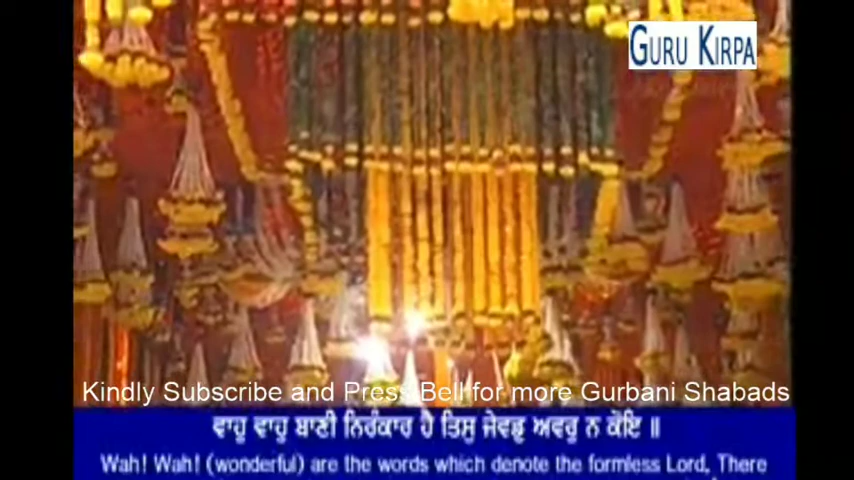 GURU KIRPA
Kindly Subscribe and Press Bell for more Gurbani Shabads
ਵਾਹੁ ਵਾਹੁ ਬਾਣੀ ਨਿਰੰਕਾਰ ਹੈ ਤਿਸੁ ਜੇਵਡੁ ਅਵਰੁ ਨ ਕੋਇ ॥
Wah! Wah! (wonderful) are the words which denote the formless Lord, There